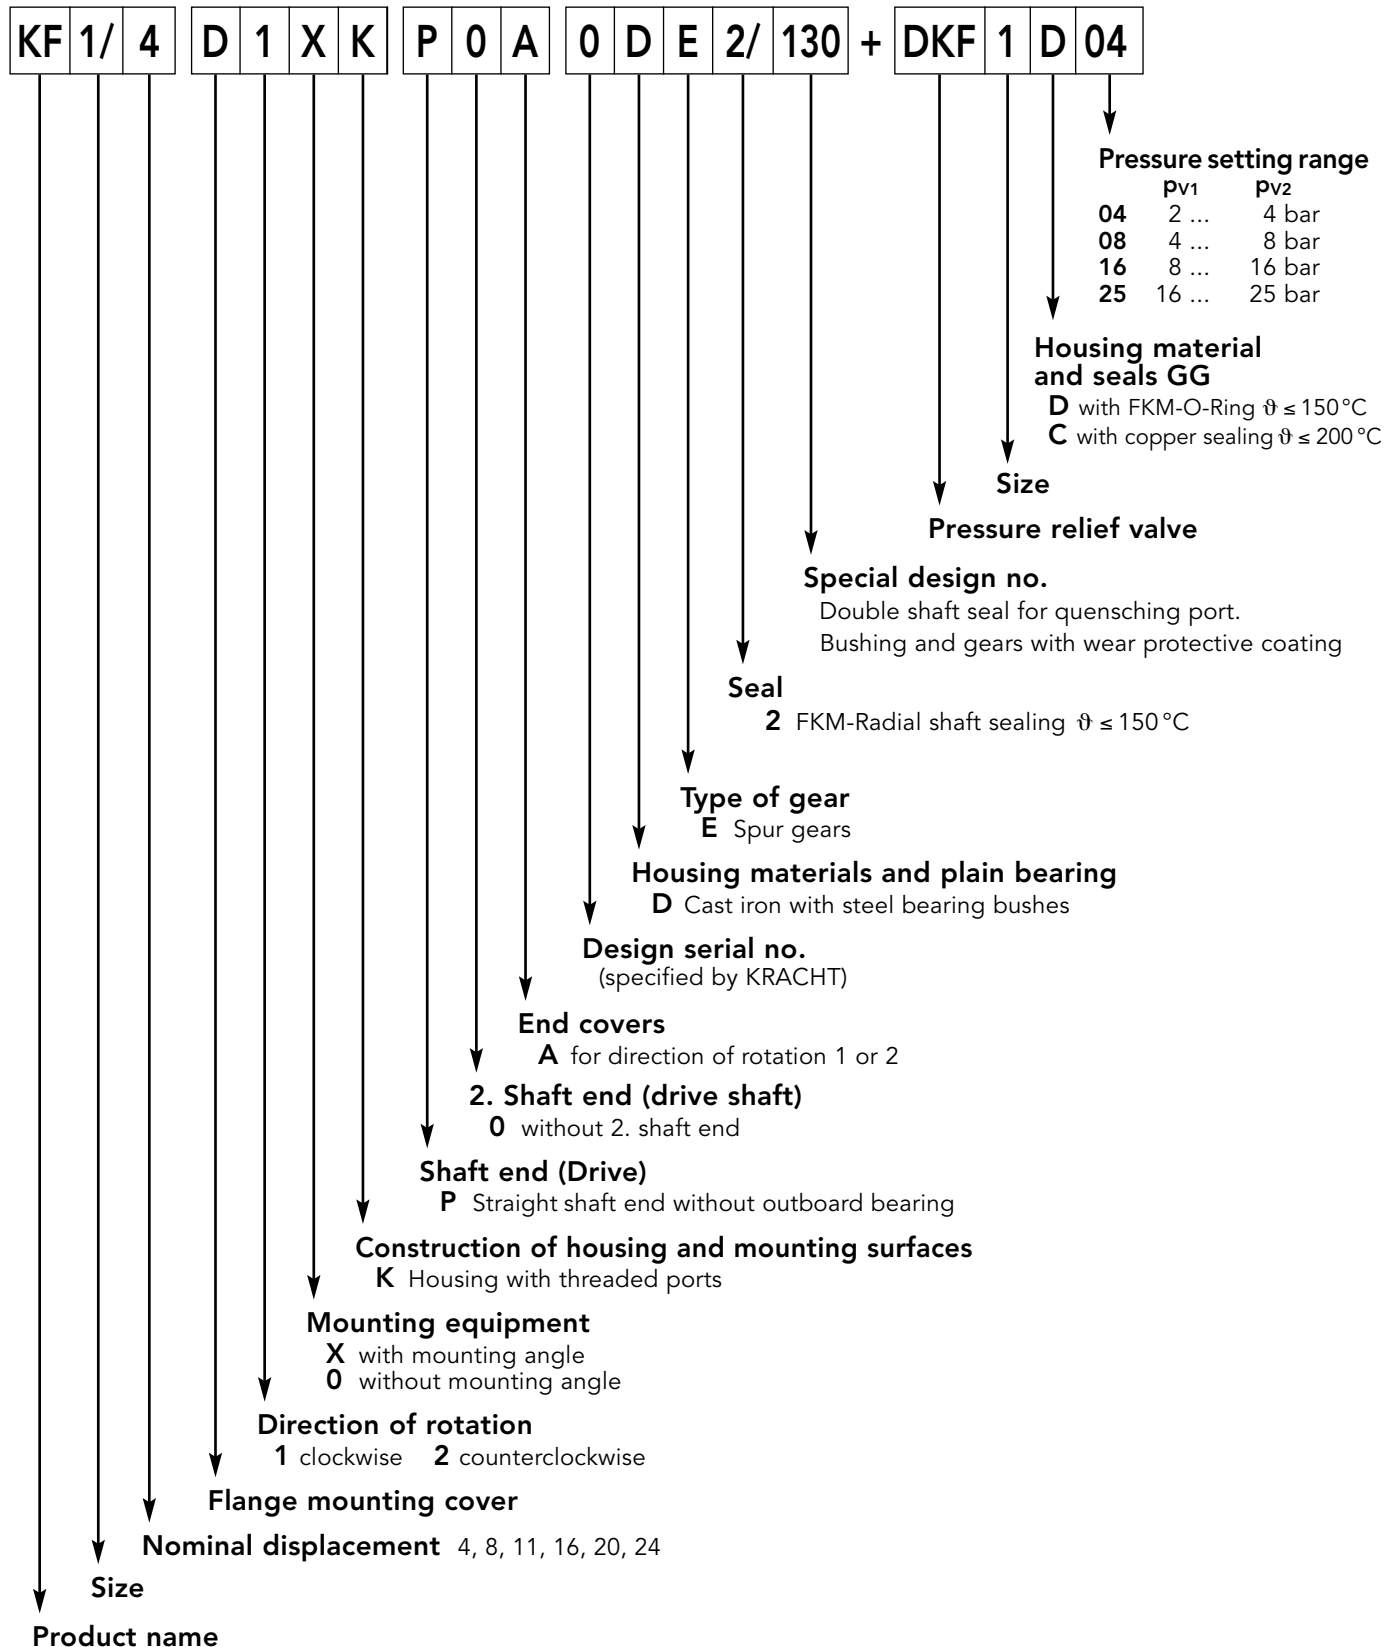 KF 1/ 4 D 1 X K P 0 A 0 D E 2/ 130 + DKF 1 D 04
Pressure setting range
pV1 pV2
04 2 ... 4 bar
08 4 ... 8 bar
16 8 ... 16 bar
25 16 ... 25 bar
Housing material
and seals GG
D with FKM-O-Ring ϑ ≤ 150 °C
C with copper sealing ϑ ≤ 200 °C
Size
Pressure relief valve
Special design no.
Double shaft seal for quensching port.
Bushing and gears with wear protective coating
Seal
2 FKM-Radial shaft sealing ϑ ≤ 150 °C
Type of gear
E Spur gears
Housing materials and plain bearing
D Cast iron with steel bearing bushes
Design serial no.
(specified by KRACHT)
End covers
A for direction of rotation 1 or 2
2. Shaft end (drive shaft)
0 without 2. shaft end
Shaft end (Drive)
P Straight shaft end without outboard bearing
Construction of housing and mounting surfaces
K Housing with threaded ports
Mounting equipment
X with mounting angle
0 without mounting angle
Direction of rotation
1 clockwise 2 counterclockwise
Flange mounting cover
Nominal displacement 4, 8, 11, 16, 20, 24
Size
Product name